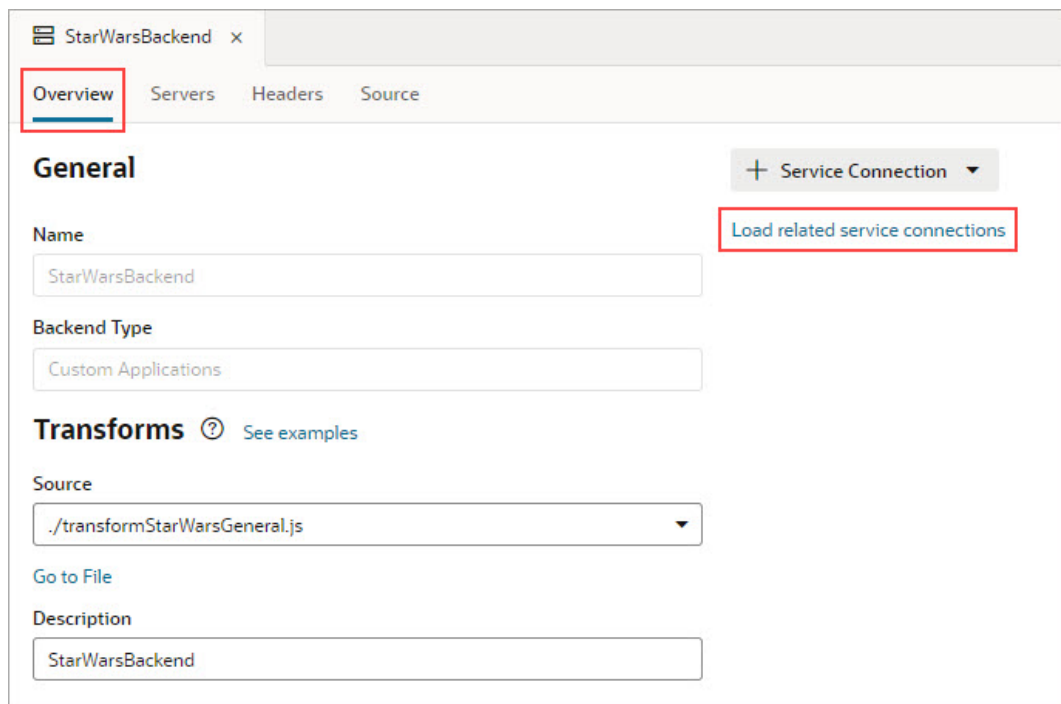 StarWarsBackend ×
Overview Servers Headers Source
General
+ Service Connection
Load related service connections
Name
StarWarsBackend
Backend Type
Custom Applications
Transforms ? See examples
Source
./transformStarWarsGeneral.js
Go to File
Description
StarWarsBackend